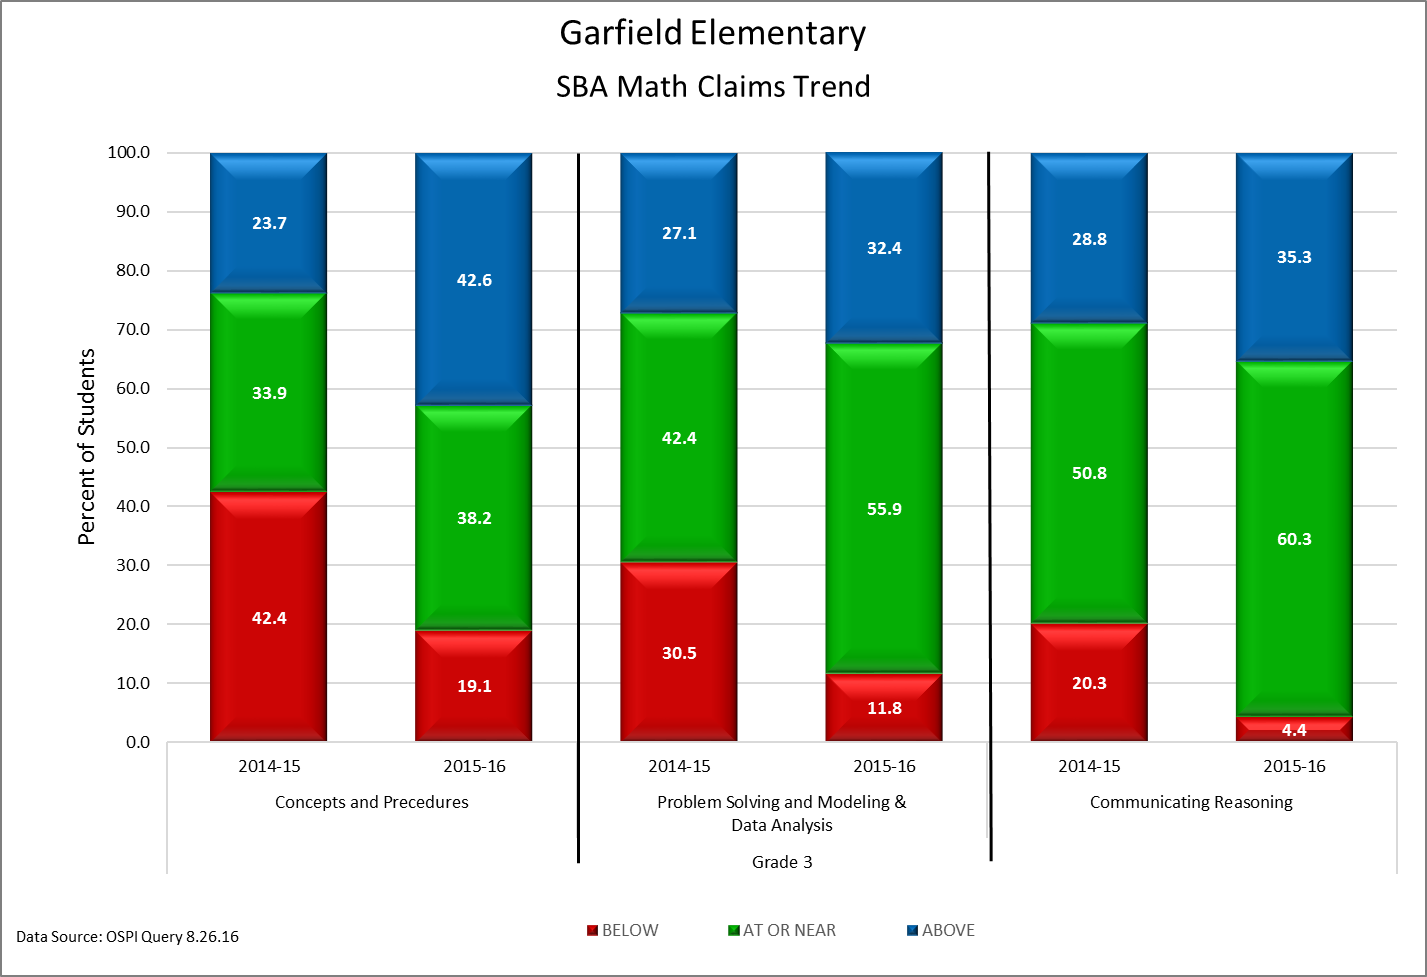 Garfield Elementary
SBA Math Claims Trend
Percent of Students
100.0
90.0
80.0
70.0
60.0
50.0
40.0
30.0
20.0
10.0
0.0
23.7
33.9
42.4
42.6
38.2
19.1
27.1
42.4
30.5
32.4
55.9
11.8
28.8
50.8
20.3
35.3
60.3
4.4
2014-15
2015-16
2014-15
2015-16
2014-15
2015-16
Concepts and Precedures
Problem Solving and Modeling &
Data Analysis
Communicating Reasoning
Grade 3
BELOW
AT OR NEAR
ABOVE
Data Source: OSPI Query 8.26.16